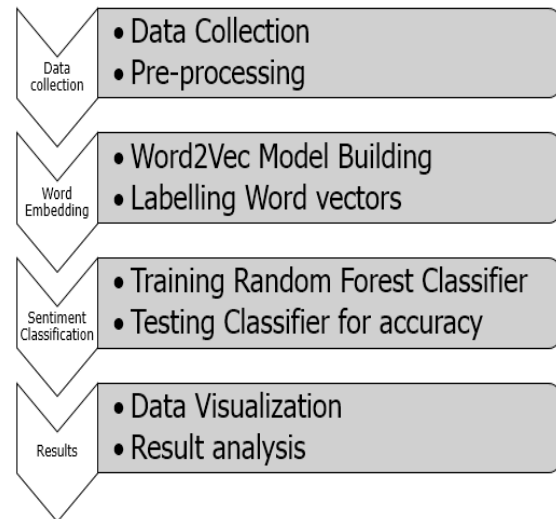 Data
collection
• Data Collection
• Pre-processing
Word
Embedding
• Word2Vec Model Building
• Labelling Word vectors
Sentiment
Classification
• Training Random Forest Classifier
• Testing Classifier for accuracy
Results
• Data Visualization
• Result analysis